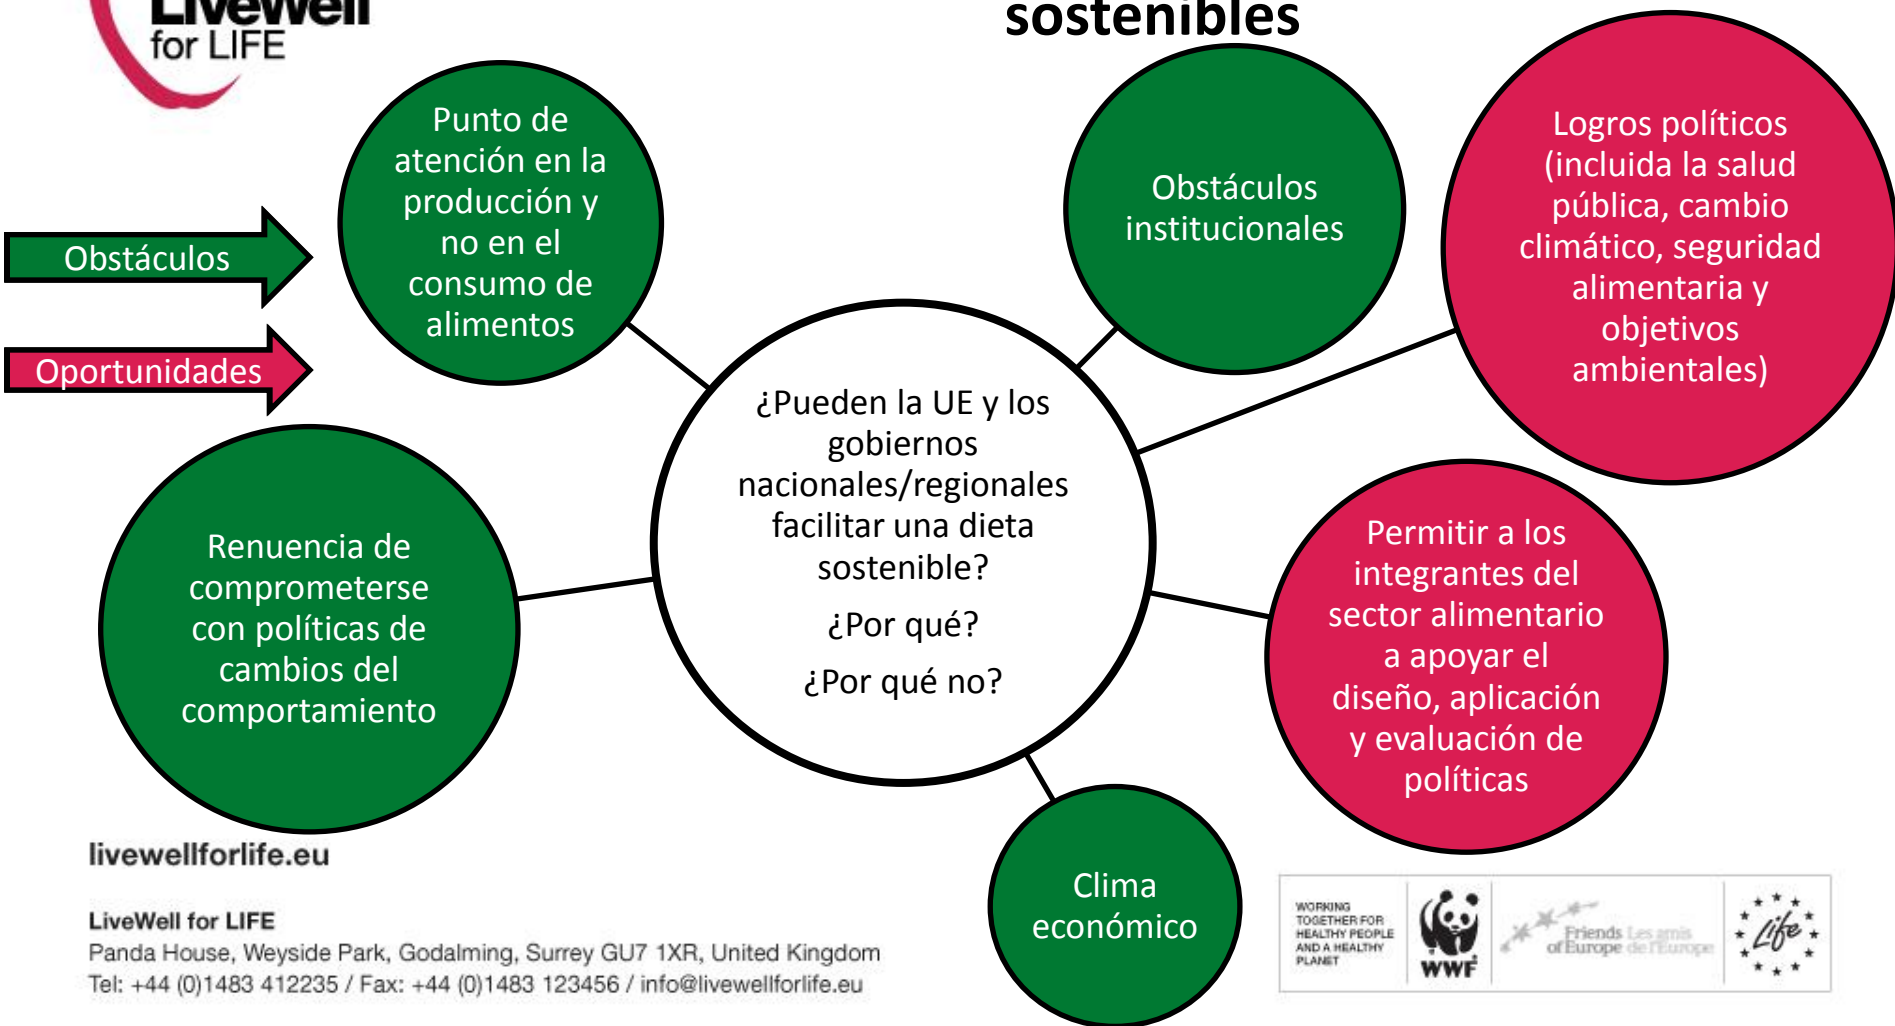 LiveWell
for LIFE
sostenibles
Obstáculos
Oportunidades
Punto de
atención en la
producción y
no en el
consumo de
alimentos
Obstáculos
institucionales
Logros políticos
(incluida la salud
pública, cambio
climático, seguridad
alimentaria y
objetivos
ambientales)
¿Pueden la UE y los
gobiernos
nacionales/regionales
facilitar una dieta
sostenible?
¿Por qué?
¿Por qué no?
Renuencia de
comprometerse
con políticas de
cambios del
comportamiento
Permitir a los
integrantes del
sector alimentario
a apoyar el
diseño, aplicación
y evaluación de
políticas
Clima
económico
livewellforlife.eu
LiveWell for LIFE
Panda House, Weyside Park, Godalming, Surrey GU7 1XR, United Kingdom
Tel: +44 (0)1483 412235 / Fax: +44 (0)1483 123456 / info@livewellforlife.eu
WORKING
TOGETHER FOR
HEALTHY PEOPLE
AND A HEALTHY
PLANET
WWF
Friends Les amis
of Europe de l'Europe
Life